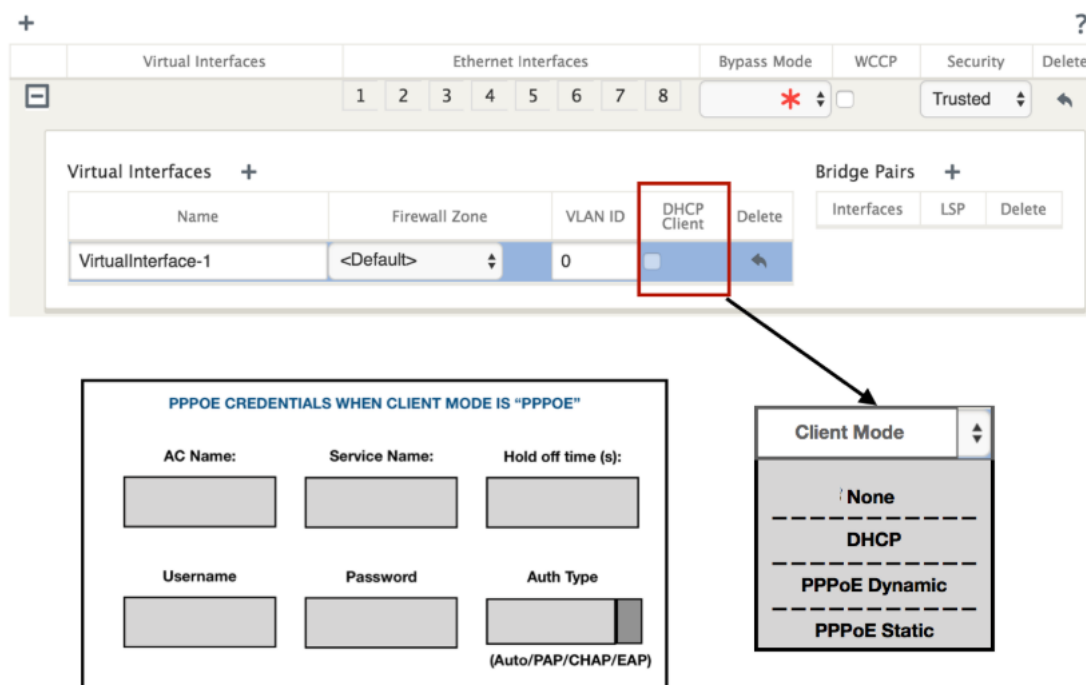 + ?
Virtual Interfaces Ethernet Interfaces Bypass Mode WCCP Security Delete
1 2 3 4 5 6 7 8 * Trusted
Virtual Interfaces + Bridge Pairs +
Name Firewall Zone VLAN ID DHCP Client Delete Interfaces LSP Delete
VirtualInterface-1 <Default> 0
PPPOE CREDENTIALS WHEN CLIENT MODE IS “PPPOE”
AC Name: Service Name: Hold off time (s):
Username Password Auth Type
(Auto/PAP/CHAP/EAP)
Client Mode
None
DHCP
PPPoE Dynamic
PPPoE Static